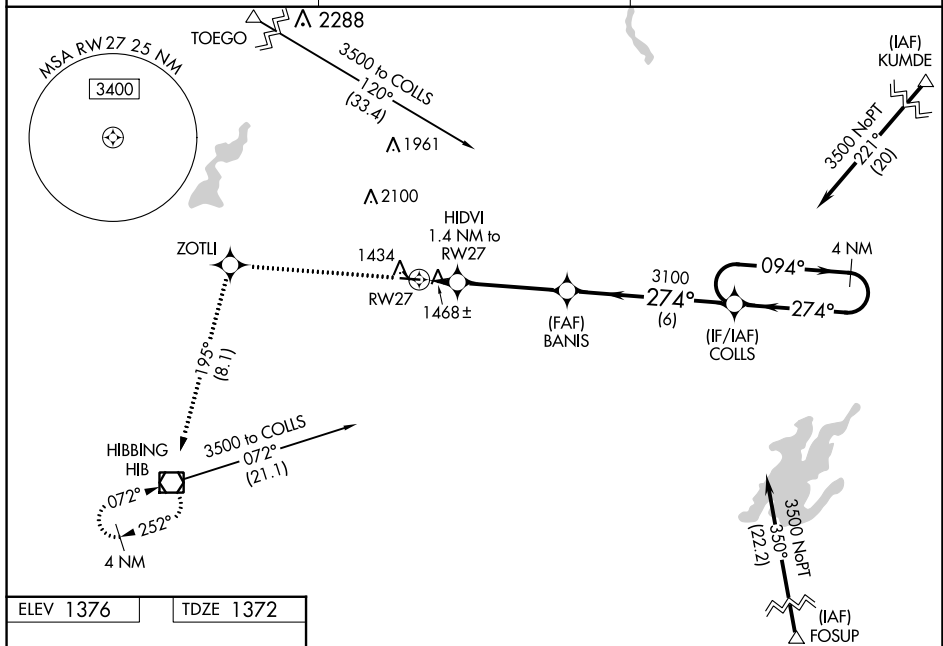 MSA RW 27 25 NM
3400
TOEGO
2288
3500 to COLLS
120°
(33.4)
1961
2100
(IAF)
KUMDE
3500 NoPT
221°
(20)
HIDVI
1.4 NM to
RW27
ZOTLI
1434
RW27
1468 ±
(FAF)
BANIS
3100
274°
(6)
(IF/IAF)
COLLS
094°
4 NM
274°
195°
(8.1)
HIBBING
HIB
3500 to COLLS
072°
(21.1)
072°
252°
4 NM
3500 NoPT
350°
(22.2)
(IAF)
FOSUP
ELEV 1376
TDZE 1372